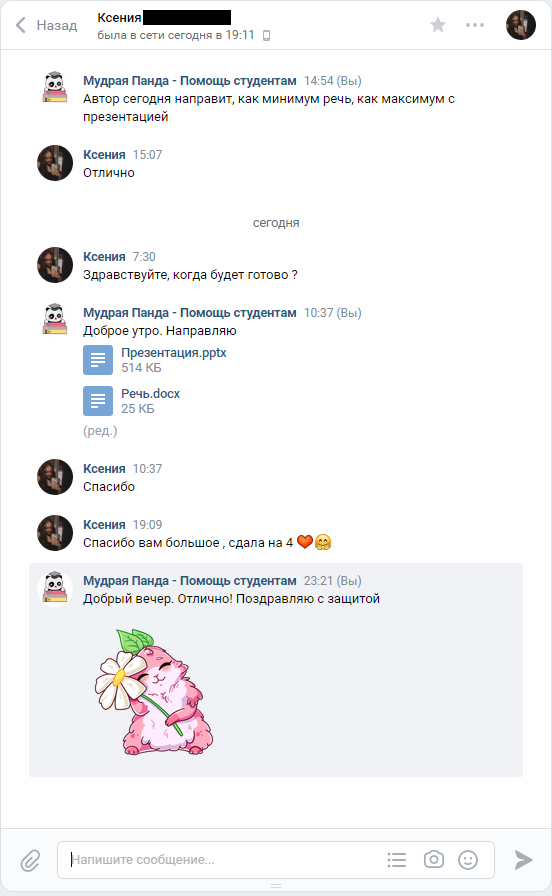 Назад
Ксения
была в сети сегодня в 19:11
Мудрая Панда - Помощь студентам 14:54 (Вы)
Автор сегодня направит, как минимум речь, как максимум с
презентацией
Ксения 15:07
Отлично
сегодня
Ксения 7:30
Здравствуйте, когда будет готово ?
Мудрая Панда - Помощь студентам 10:37 (Вы)
Доброе утро. Направляю
Презентация.pptx
514 КБ
Речь.docx
25 КБ
(ред.)
Ксения 10:37
Спасибо
Ксения 19:09
Спасибо вам большое , сдала на 4 ❤️🤗
Мудрая Панда - Помощь студентам 23:21 (Вы)
Добрый вечер. Отлично! Поздравляю с защитой
Напишите сообщение...